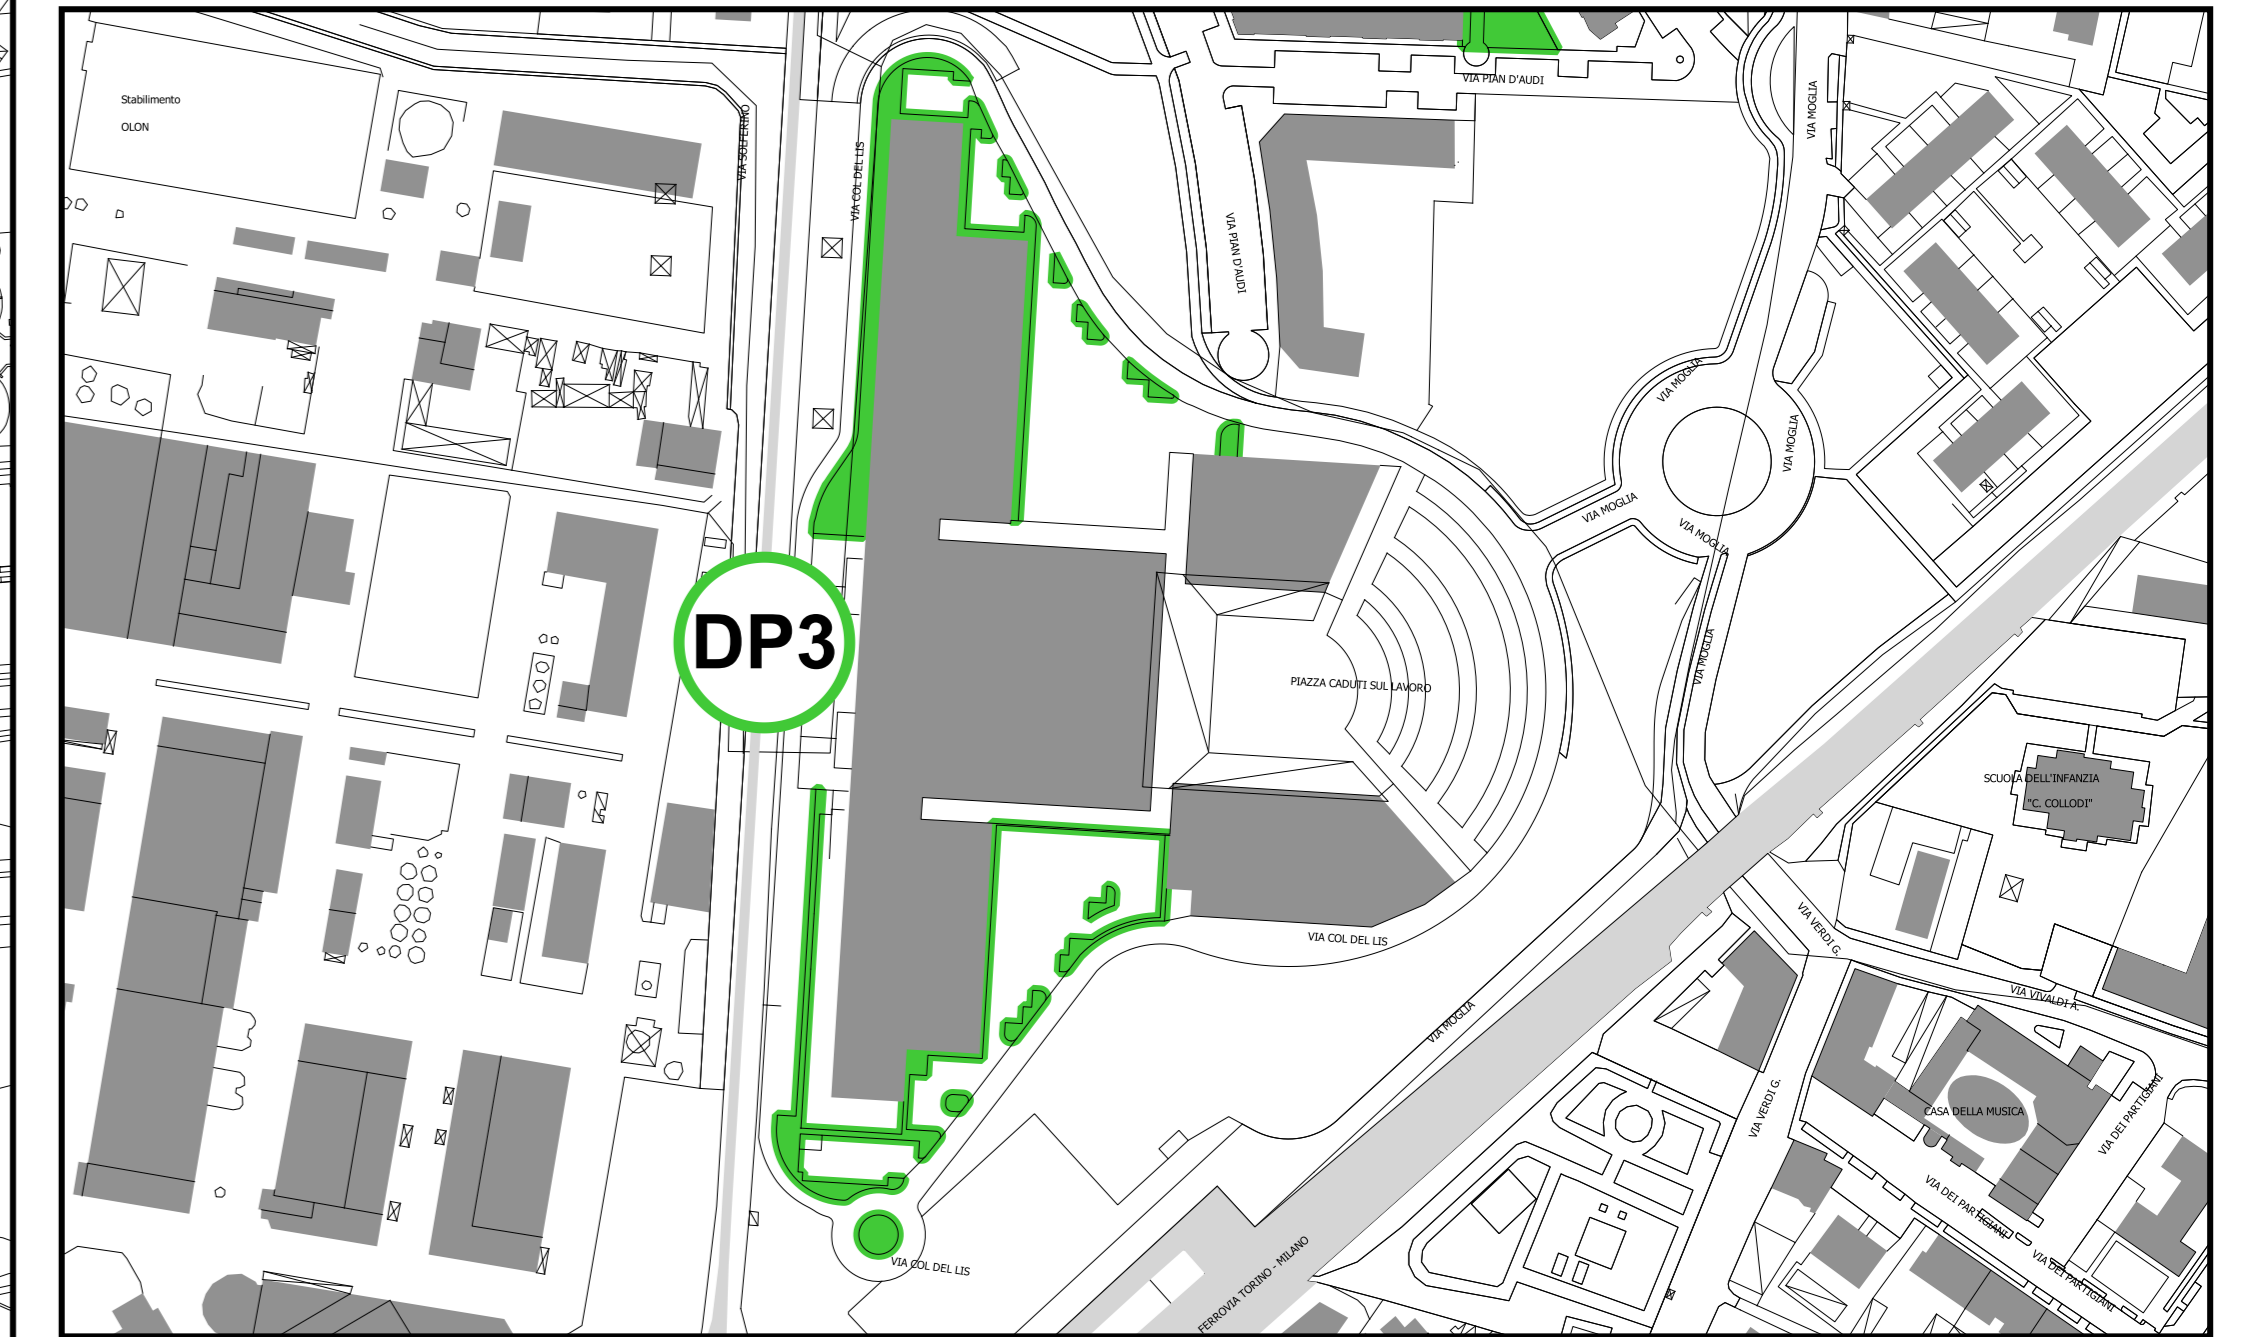 VIA PIAN D'AUDI
Stabilimento
OLON
VIA SOLFERINO
VIA COL DEL LIS
VIA MOGLIA
VIA PIAN D'AUDI
VIA MOGLIA
VIA MOGLIA
VIA MOGLIA
VIA MOGLIA
DP3
VIA MOGLIA
PIAZZA CADUTI SUL LAVORO
SCUOLA DELL'INFANZIA
"C. COLLODI"
VIA COL DEL LIS
VIA VERDI G.
VIA VIVALDI A.
VIA MOGLIA
VIA VERDI G.
CASA DELLA MUSICA
VIA DEI PARTIGIANI
VIA DEI PARTIGIANI
VIA COL DEL LIS
FERROVIA TORINO - MILANO
VIA DEI PARTIGIANI